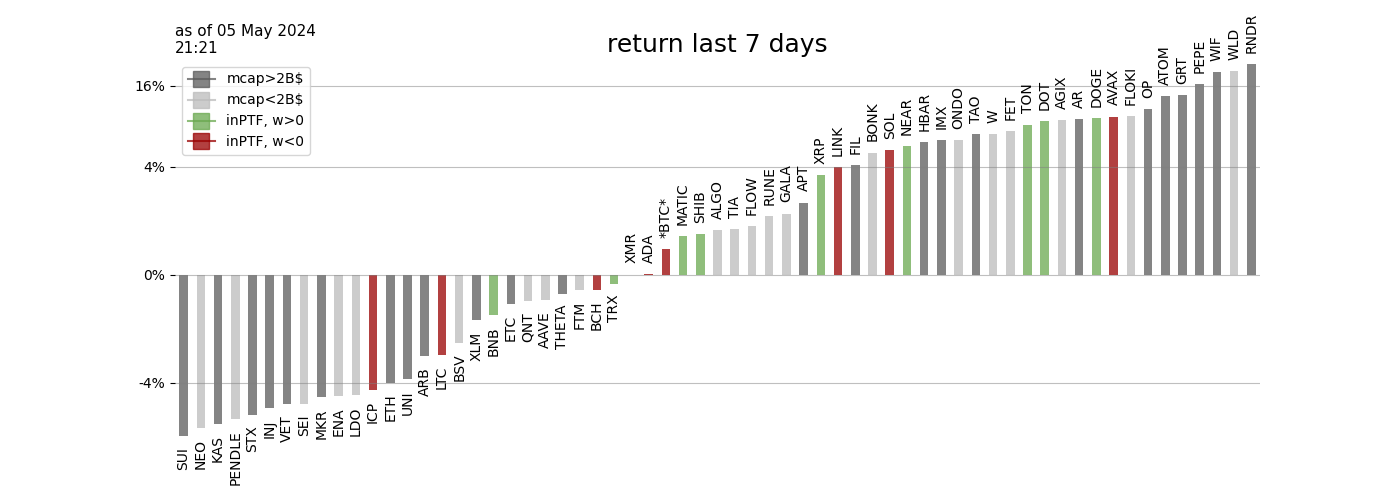 as of 05 May 2024
21:21
return last 7 days
mcap>2B$
mcap<2B$
inPTF, w>0
inPTF, w<0
16%
4%
0%
-4%
SUI
NEO
KAS
PENDLE
STX
INJ
VET
SEI
MKR
ENA
LDO
ICP
ETH
UNI
ARB
LTC
BSV
XLM
BNB
ETC
QNT
AAVE
THETA
FTM
BCH
TRX
XMR
ADA
*BTC*
MATIC
SHIB
ALGO
TIA
FLOW
RUNE
GALA
APT
XRP
LINK
FIL
BONK
SOL
NEAR
HBAR
IMX
ONDO
TAO
W
FET
TON
DOT
AGIX
AR
DOGE
AVAX
FLOKI
OP
ATOM
GRT
PEPE
WIF
WLD
RNDR